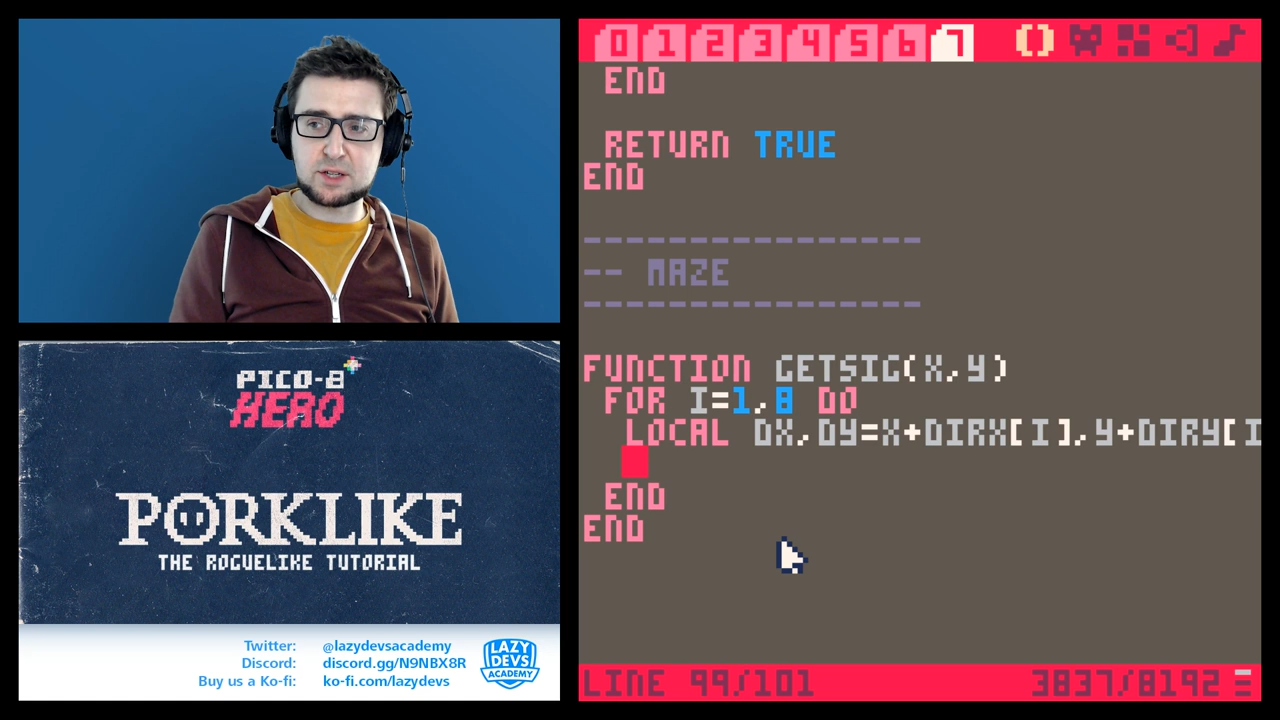 0 1 2 3 4 5 6 7
END
RETURN TRUE
END
----------------
-- MAZE
----------------
FUNCTION GETSIG(X,Y)
FOR I=1,8 DO
LOCAL DX,DY=X+DIRX[I],Y+DIRY[I
END
END
LINE 99/101 3837/8192
PICO-8
HERO
PORKLIKE
THE ROGUELIKE TUTORIAL
Twitter: @lazydevsacademy
Discord: discord.gg/N9NBX8R
Buy us a Ko-fi: ko-fi.com/lazydevs
LAZY
DEVS
ACADEMY